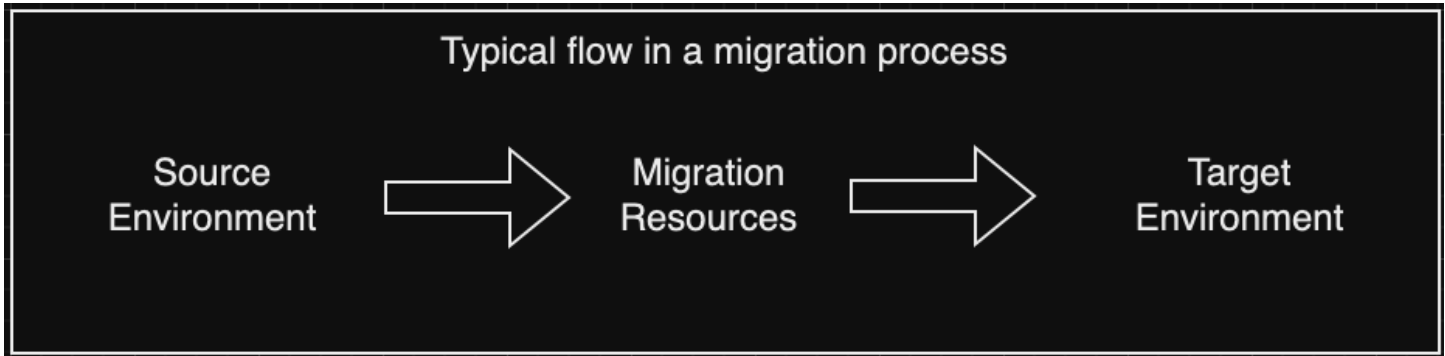 Typical flow in a migration process
Source
Environment
Migration
Resources
Target
Environment